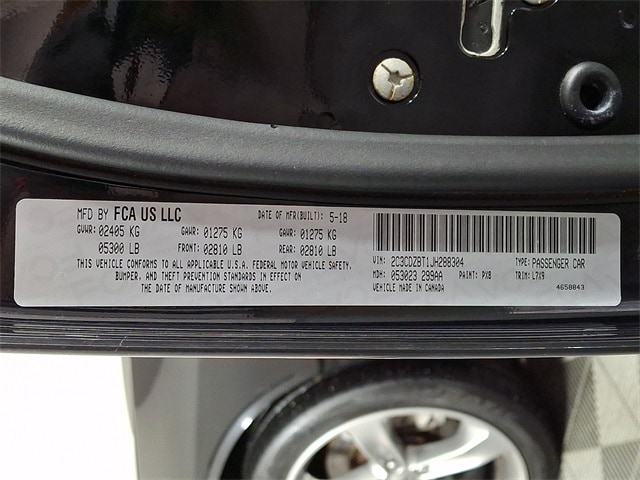 MFD BY FCA US LLC DATE OF MFR(BUILT): 5-18
GVWR: 02405 KG GAWR: 01275 KG GAWR: 01275 KG
05300 LB FRONT: 02810 LB REAR: 02810 LB
THIS VEHICLE CONFORMS TO ALL APPLICABLE U.S.A. FEDERAL MOTOR VEHICLE SAFETY,
BUMPER, AND THEFT PREVENTION STANDARDS IN EFFECT ON
THE DATE OF MANUFACTURE SHOWN ABOVE.
VIN: 2C3CDZBT1JH288304 TYPE: PASSENGER CAR
MDH: 053023 299AA PAINT: PX8 TRIM: L7X9
VEHICLE MADE IN CANADA 4658843